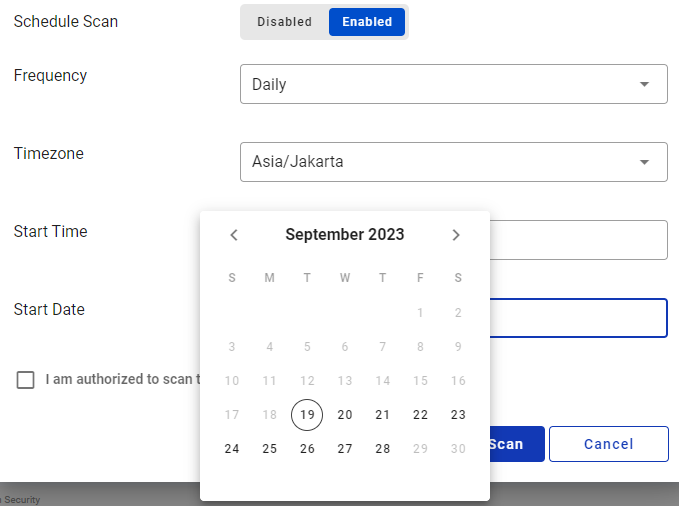 Schedule Scan
Disabled Enabled
Frequency
Daily
Timezone
Asia/Jakarta
Start Time
September 2023
S M T W T F S
1 2
3 4 5 6 7 8 9
10 11 12 13 14 15 16
17 18 19 20 21 22 23
24 25 26 27 28 29 30
Start Date
I am authorized to scan t
Scan
Cancel
Security